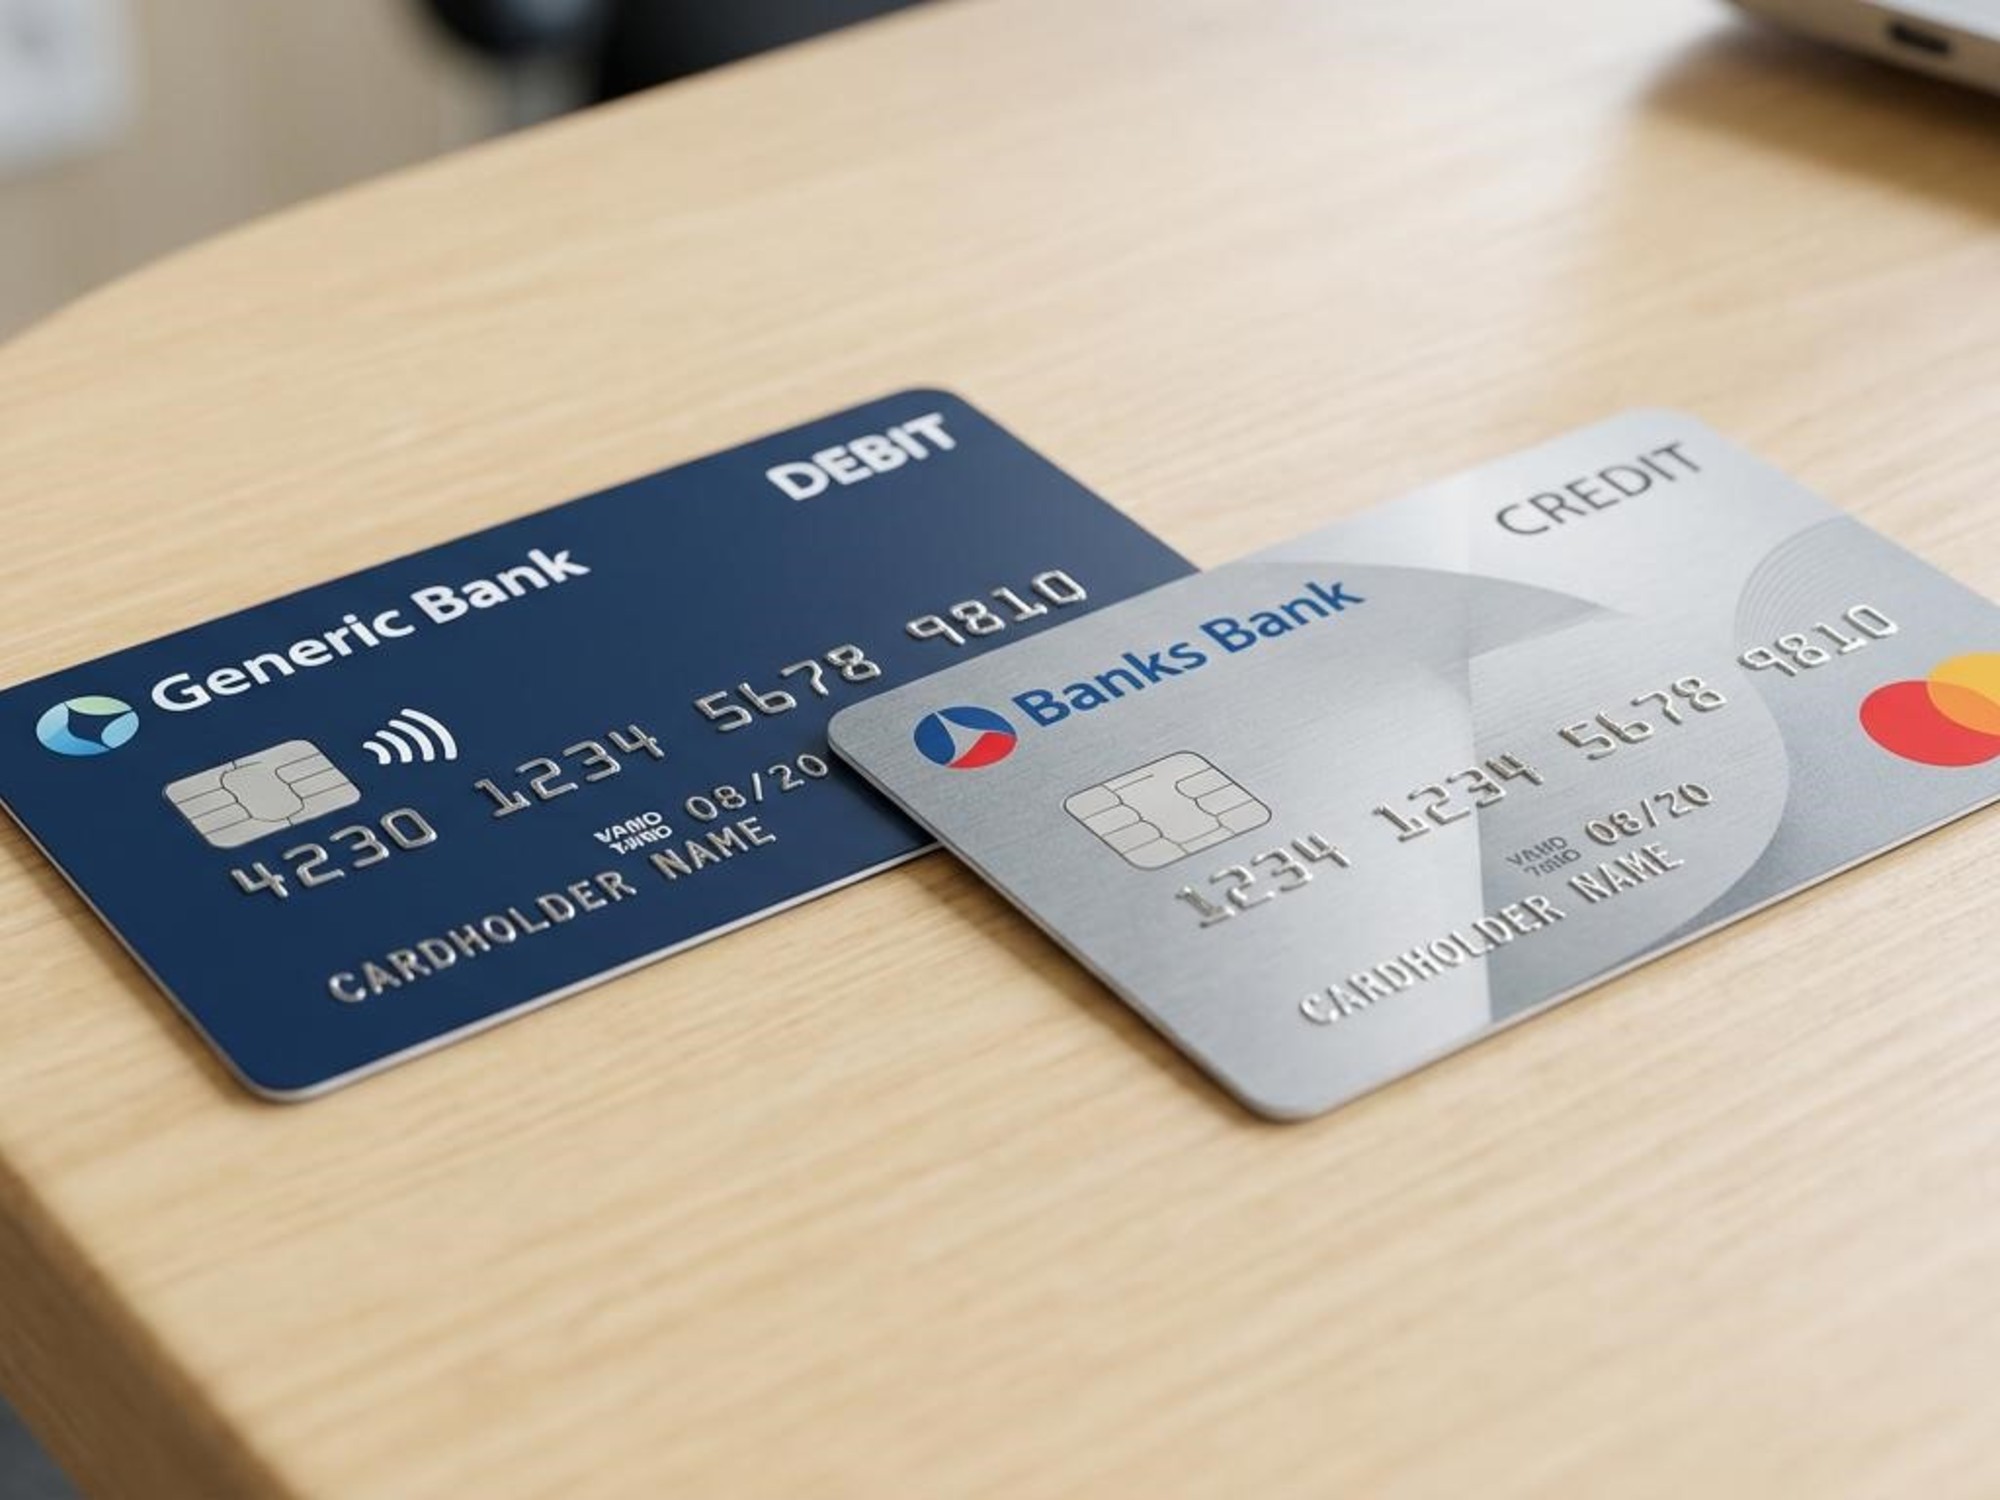 DEBIT
Generic Bank
4230 1234 5678 9810
08/20
CARDHOLDER NAME
CREDIT
Banks Bank
1234 1234 5678 9810
08/20
CARDHOLDER NAME